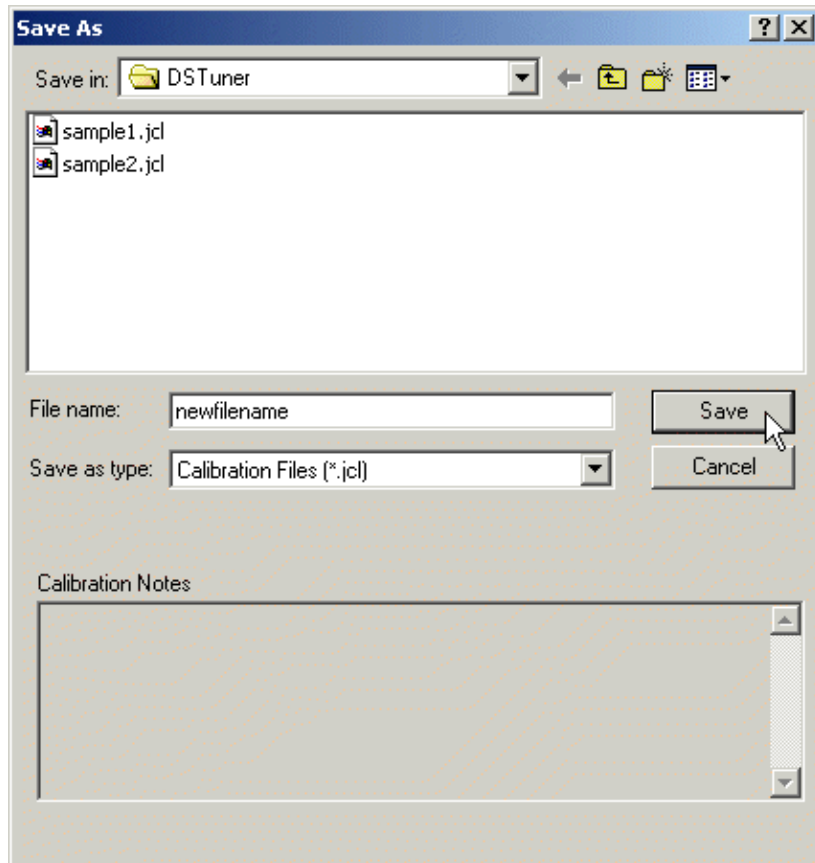 Save As
Save in: DSTuner
sample1.jcl
sample2.jcl
File name: newfilename Save
Save as type: Calibration Files (*.jcl) Cancel
Calibration Notes